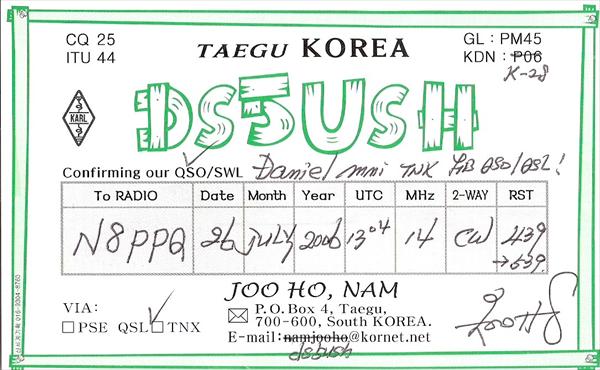 CQ 25
ITU 44
TAEGU KOREA
GL : PM45
KDN : P06
K-28
KARL
DS5USH
Confirming our QSO/SWL Daniel mni TNK FB QSO/QSL!
To RADIO Date Month Year UTC MHz 2-WAY RST
N8PPQ 26 JULY 2006 13⁰⁴ 14 CW 439
→539
JOO HO, NAM
VIA:
P.O. Box 4, Taegu,
□ PSE QSL □ TNX
700-600, South KOREA.
E-mail: namjooho@kornet.net
ds5ush